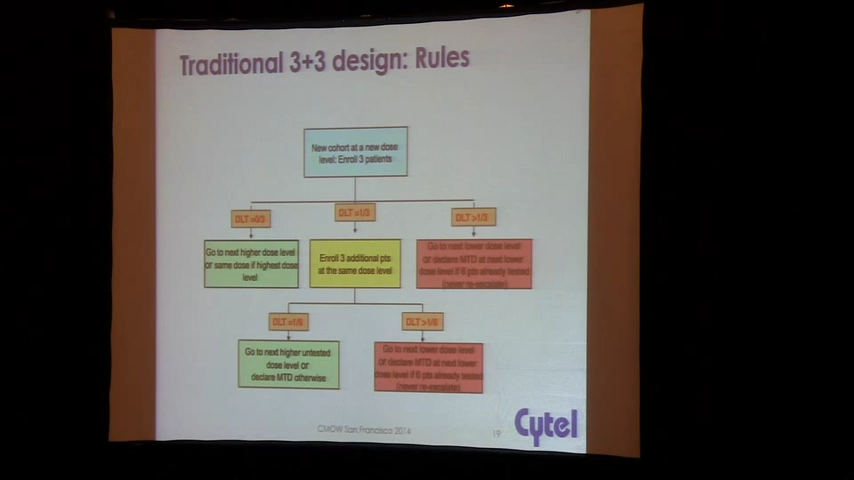 Traditional 3+3 design: Rules
New cohort at a new dose
level: Enroll 3 patients
DLT =0/3
DLT =1/3
DLT >1/3
Go to next higher dose level
or same dose if highest dose
level
Enroll 3 additional pts
at the same dose level
Go to next lower dose level
or declare MTD at next lower
dose level if 6 pts already tested
(never re-escalate)
DLT =1/6
DLT >1/6
Go to next higher untested
dose level or
declare MTD otherwise
Go to next lower dose level
or declare MTD at next lower
dose level if 6 pts already tested
(never re-escalate)
CMDW San Francisco 2014
19
Cytel